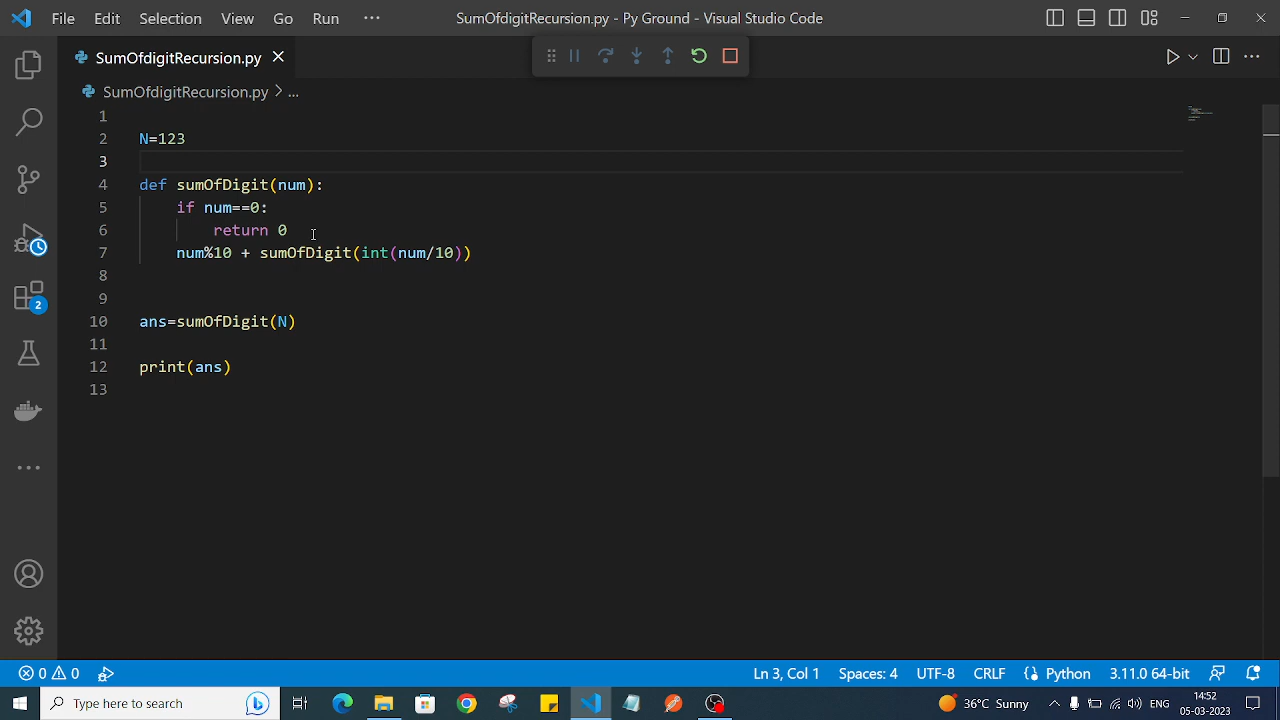 File Edit Selection View Go Run ··· SumOfdigitRecursion.py - Py Ground - Visual Studio Code
SumOfdigitRecursion.py
SumOfdigitRecursion.py > ...
1
2 N=123
3
4 def sumOfDigit(num):
5 if num==0:
6 return 0
7 num%10 + sumOfDigit(int(num/10))
8
9
10 ans=sumOfDigit(N)
11
12 print(ans)
13
2
0 0 Ln 3, Col 1 Spaces: 4 UTF-8 CRLF {} Python 3.11.0 64-bit
Type here to search 36°C Sunny ENG 14:52
05-03-2023